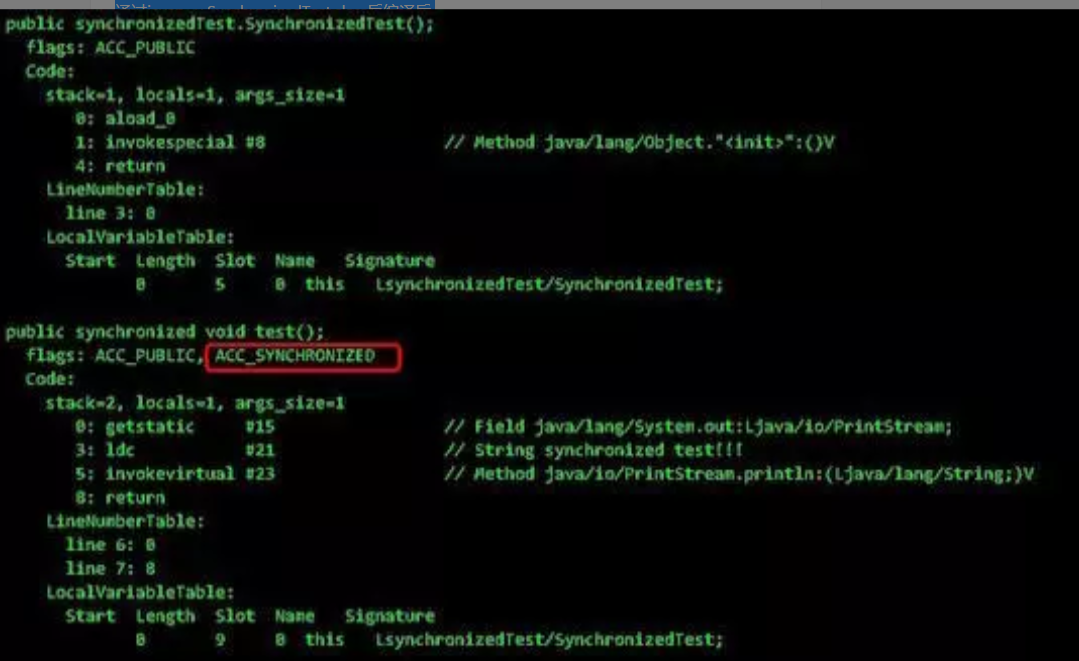 public synchronizedTest.SynchronizedTest();
flags: ACC_PUBLIC
Code:
stack=1, locals=1, args_size=1
0: aload_0
1: invokespecial #8 // Method java/lang/Object."<init>":()V
4: return
LineNumberTable:
line 3: 0
LocalVariableTable:
Start Length Slot Name Signature
0 5 0 this LsynchronizedTest/SynchronizedTest;
public synchronized void test();
flags: ACC_PUBLIC, ACC_SYNCHRONIZED
Code:
stack=2, locals=1, args_size=1
0: getstatic #15 // Field java/lang/System.out:Ljava/io/PrintStream;
3: ldc #21 // String synchronized test!!!
5: invokevirtual #23 // Method java/io/PrintStream.println:(Ljava/lang/String;)V
8: return
LineNumberTable:
line 6: 0
line 7: 8
LocalVariableTable:
Start Length Slot Name Signature
0 9 0 this LsynchronizedTest/SynchronizedTest;